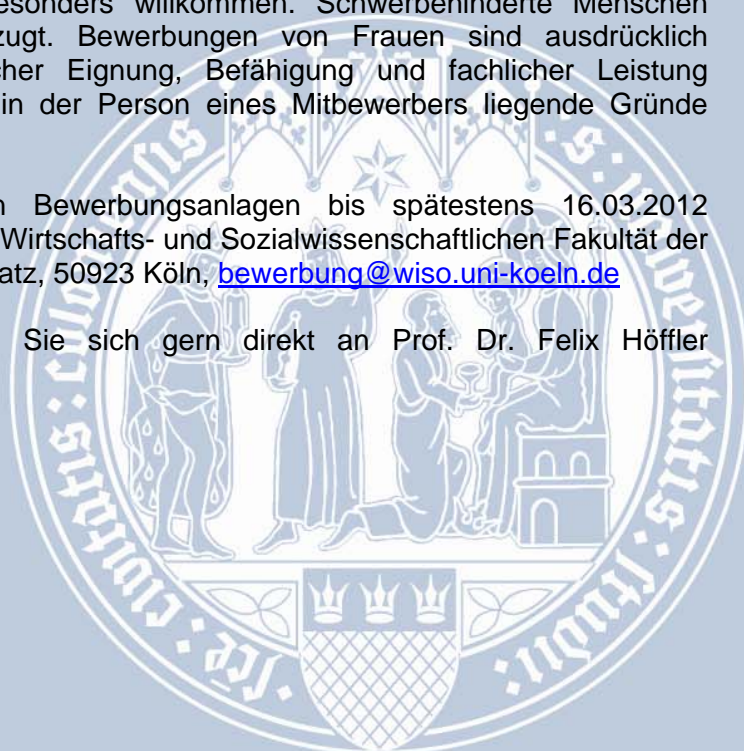 besonders willkommen. Schwerbehinderte Menschen
zugt. Bewerbungen von Frauen sind ausdrücklich
cher Eignung, Befähigung und fachlicher Leistung
in der Person eines Mitbewerbers liegende Gründe
n Bewerbungsanlagen bis spätestens 16.03.2012
Wirtschafts- und Sozialwissenschaftlichen Fakultät der
atz, 50923 Köln, bewerbung@wiso.uni-koeln.de
Sie sich gern direkt an Prof. Dr. Felix Höffler